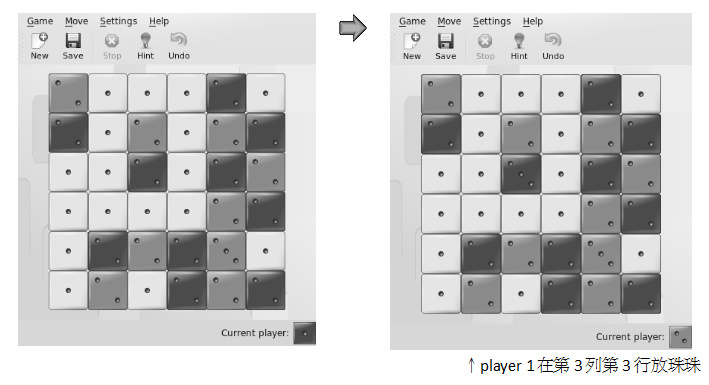 Game Move Settings Help
New Save Stop Hint Undo
Current player:
Game Move Settings Help
New Save Stop Hint Undo
Current player:
↑player 1在第3列第3行放珠珠